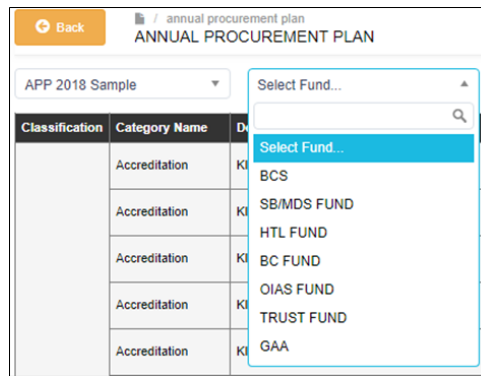 Back
/ annual procurement plan
ANNUAL PROCUREMENT PLAN
APP 2018 Sample
Select Fund...
Classification Category Name
Select Fund...
BCS
SB/MDS FUND
HTL FUND
BC FUND
OIAS FUND
TRUST FUND
GAA
Accreditation
Accreditation
Accreditation
Accreditation
Accreditation